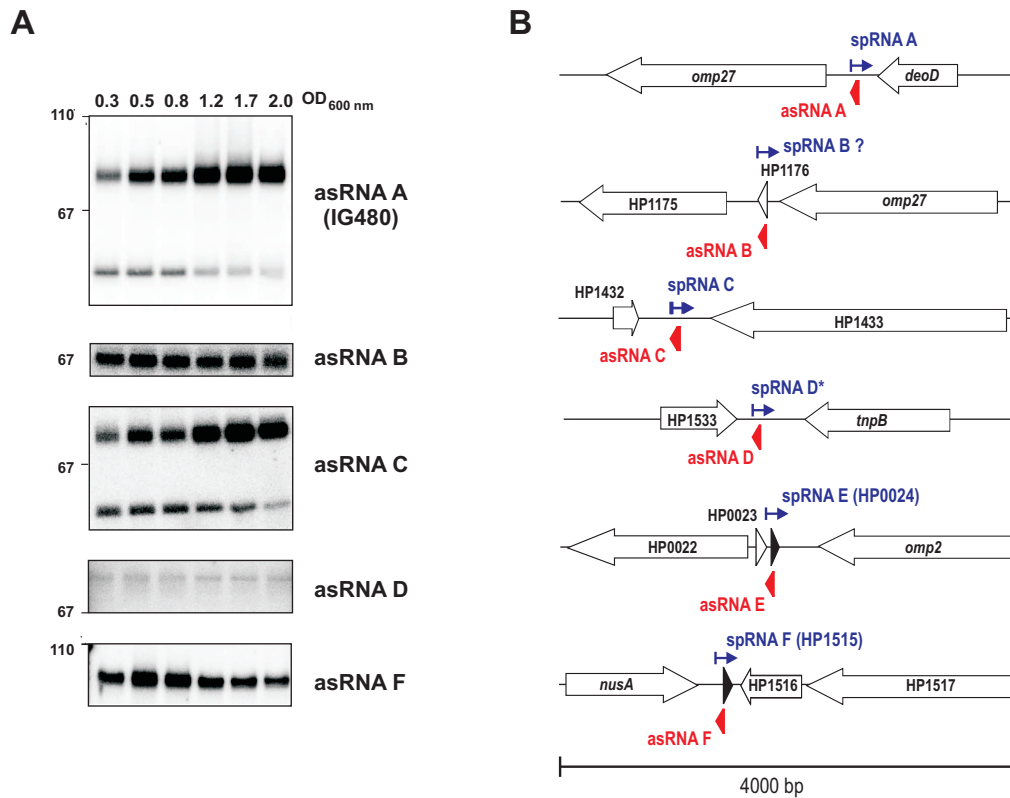 A
0.3 0.5 0.8 1.2 1.7 2.0 OD600 nm
110
asRNA A
(IG480)
67
67
asRNA B
asRNA C
67
asRNA D
67
110
asRNA F
B
spRNA A
omp27
deoD
asRNA A
spRNA B ?
HP1176
HP1175
omp27
asRNA B
spRNA C
HP1432
HP1433
asRNA C
spRNA D*
HP1533
tnpB
asRNA D
spRNA E (HP0024)
HP0023
HP0022
omp2
asRNA E
spRNA F (HP1515)
nusA
HP1516
HP1517
asRNA F
4000 bp